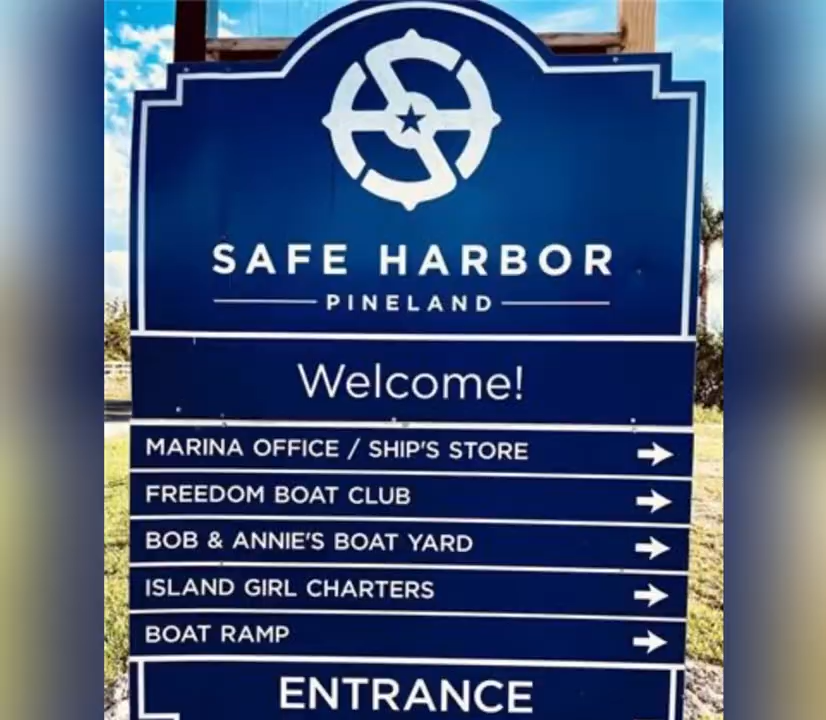 SAFE HARBOR
PINELAND
Welcome!
MARINA OFFICE / SHIP'S STORE
FREEDOM BOAT CLUB
BOB & ANNIE'S BOAT YARD
ISLAND GIRL CHARTERS
BOAT RAMP
ENTRANCE